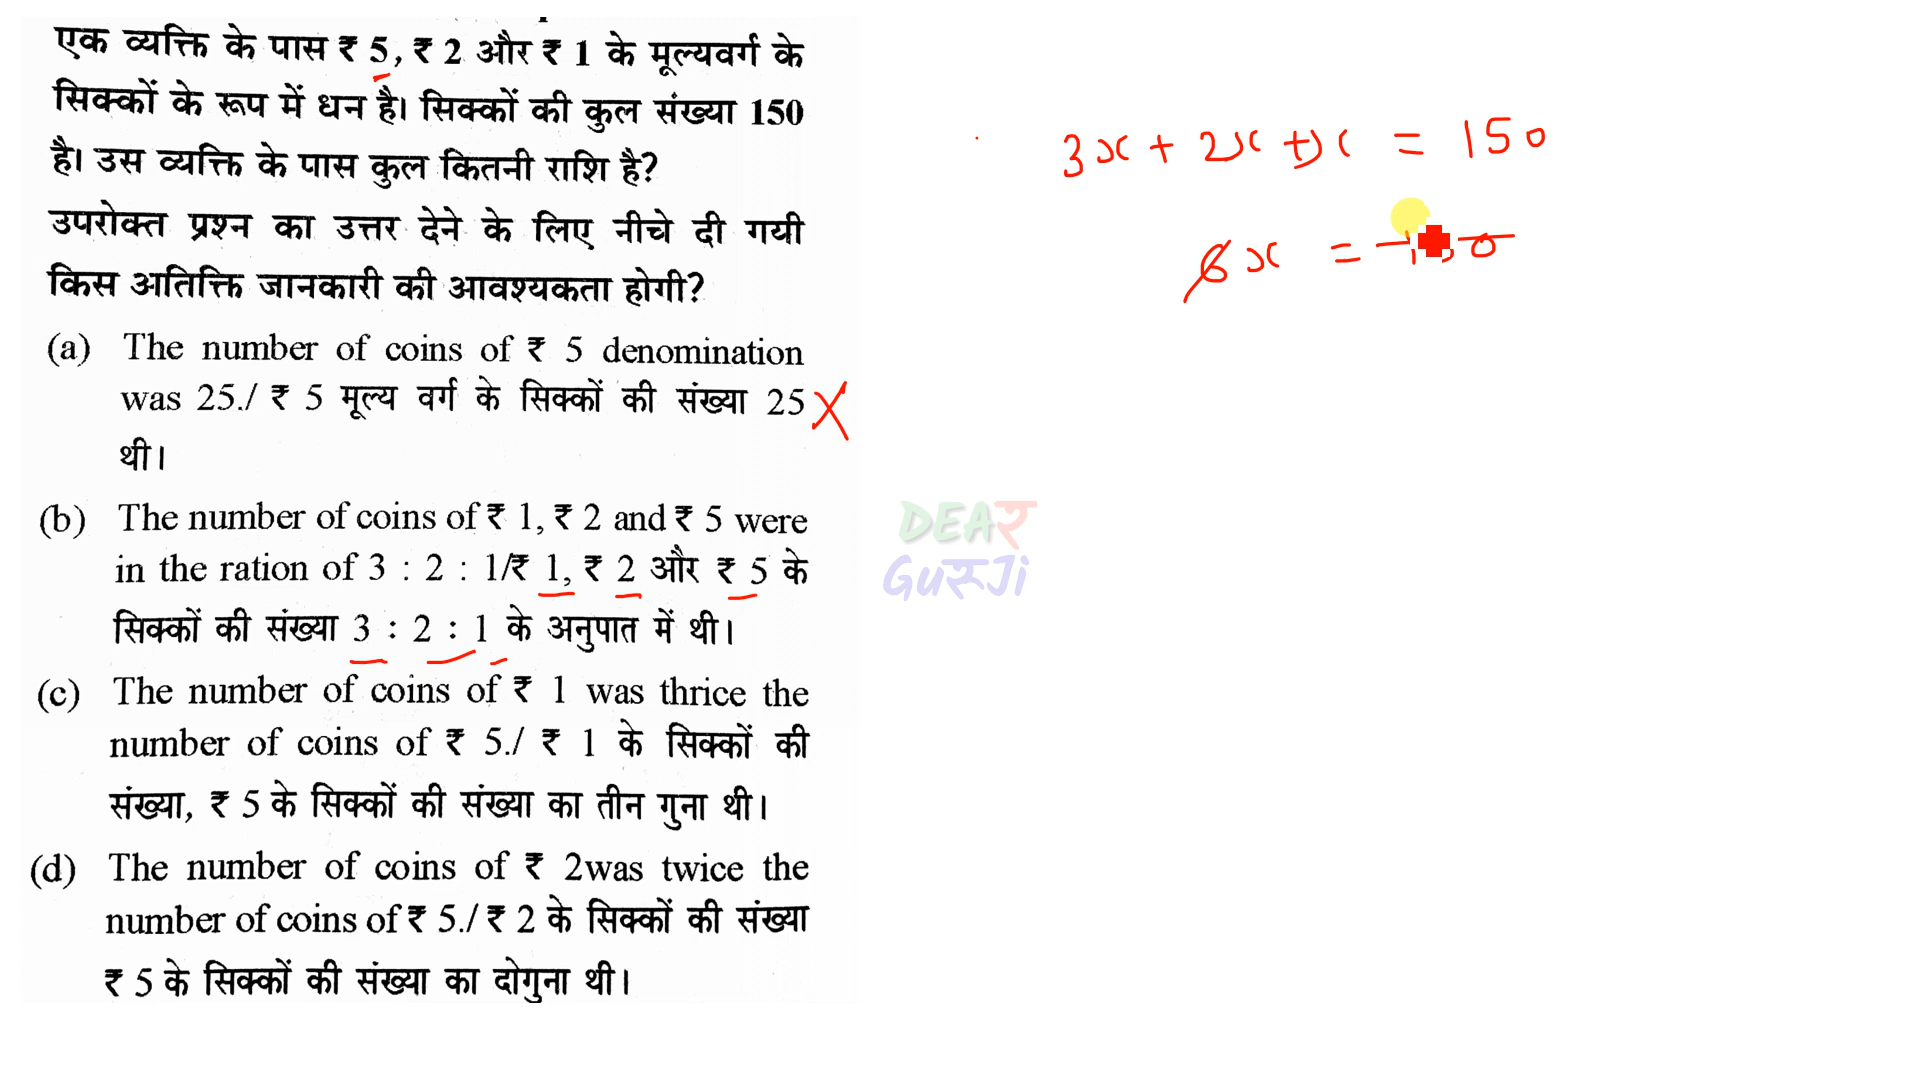 एक व्यक्ति के पास ₹ 5, ₹ 2 और ₹ 1 के मूल्यवर्ग के
सिक्कों के रूप में धन है। सिक्कों की कुल संख्या 150
है। उस व्यक्ति के पास कुल कितनी राशि है?
उपरोक्त प्रश्न का उत्तर देने के लिए नीचे दी गयी
किस अतिक्ति जानकारी की आवश्यकता होगी?
(a) The number of coins of ₹ 5 denomination
was 25./ ₹ 5 मूल्य वर्ग के सिक्कों की संख्या 25
थी।
(b) The number of coins of ₹ 1, ₹ 2 and ₹ 5 were
in the ration of 3 : 2 : 1/₹ 1, ₹ 2 और ₹ 5 के
सिक्कों की संख्या 3 : 2 : 1 के अनुपात में थी।
(c) The number of coins of ₹ 1 was thrice the
number of coins of ₹ 5./ ₹ 1 के सिक्कों की
संख्या, ₹ 5 के सिक्कों की संख्या का तीन गुना थी।
(d) The number of coins of ₹ 2was twice the
number of coins of ₹ 5./ ₹ 2 के सिक्कों की संख्या
₹ 5 के सिक्कों की संख्या का दोगुना थी।
3x + 2x + x = 150
6x =
DEAर
GuरूJi